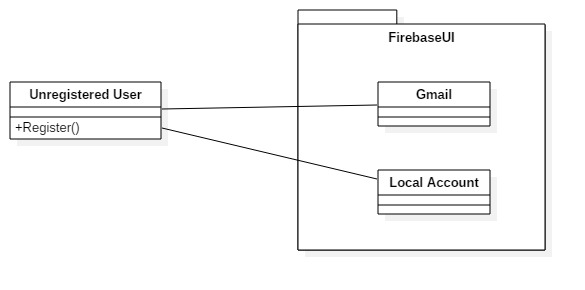 FirebaseUI
Unregistered User
+Register()
Gmail
Local Account